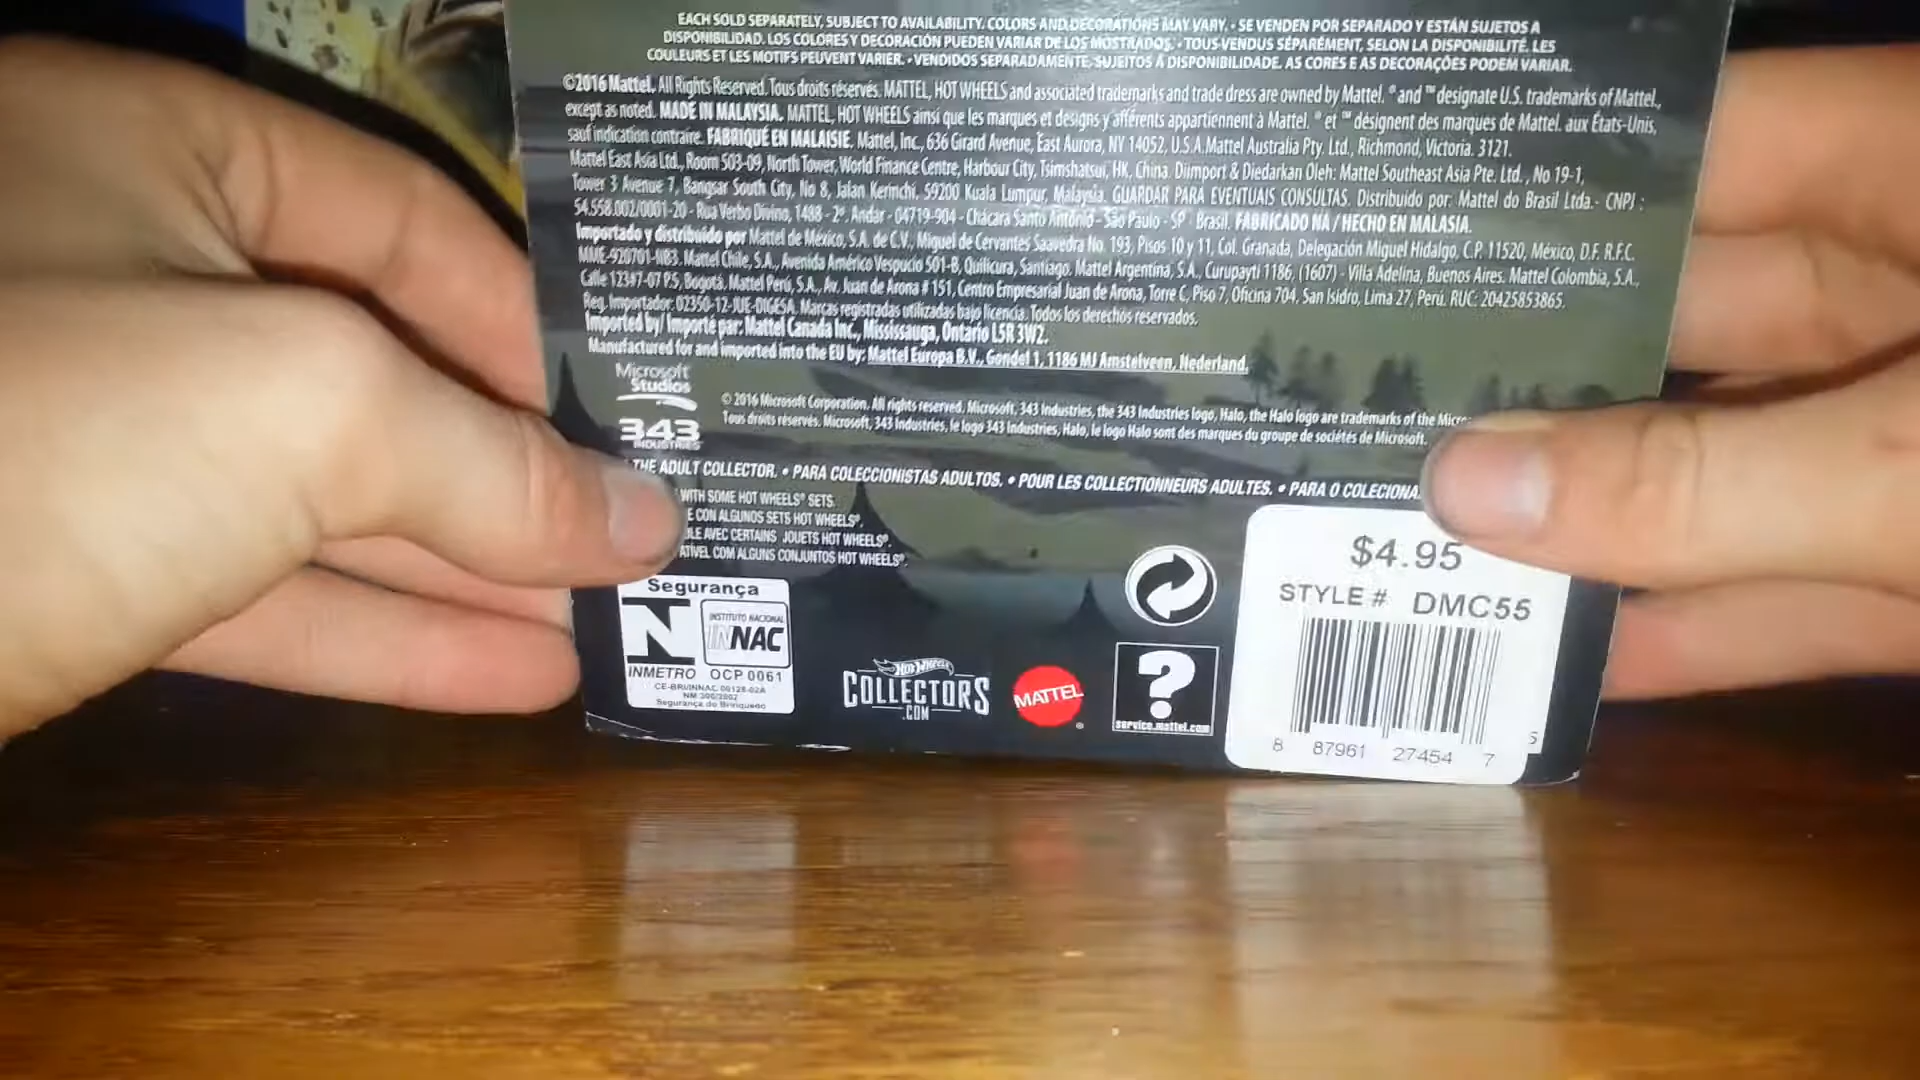 EACH SOLD SEPARATELY, SUBJECT TO AVAILABILITY. COLORS AND DECORATIONS MAY VARY. • SE VENDEN POR SEPARADO Y ESTÁN SUJETOS A
DISPONIBILIDAD. LOS COLORES Y DECORACIÓN PUEDEN VARIAR DE LOS MOSTRADOS. • TOUS VENDUS SÉPARÉMENT, SELON LA DISPONIBILITÉ. LES
COULEURS ET LES MOTIFS PEUVENT VARIER. • VENDIDOS SEPARADAMENTE, SUJEITOS À DISPONIBILIDADE. AS CORES E AS DECORAÇÕES PODEM VARIAR.
©2016 Mattel. All Rights Reserved. Tous droits réservés. MATTEL, HOT WHEELS and associated trademarks and trade dress are owned by Mattel. ® and ™ designate U.S. trademarks of Mattel,
except as noted. MADE IN MALAYSIA. MATTEL, HOT WHEELS ainsi que les marques et designs y afférents appartiennent à Mattel. ® et ™ désignent des marques de Mattel. aux États-Unis,
sauf indication contraire. FABRIQUÉ EN MALAISIE. Mattel, Inc., 636 Girard Avenue, East Aurora, NY 14052, U.S.A. Mattel Australia Pty. Ltd., Richmond, Victoria. 3121.
Mattel East Asia Ltd., Room 503-09, North Tower, World Finance Centre, Harbour City, Tsimshatsui, HK, China. Diimport & Diedarkan Oleh: Mattel Southeast Asia Pte. Ltd., No 19-1,
Tower 3 Avenue 7, Bangsar South City, No 8, Jalan Kerinchi, 59200 Kuala Lumpur, Malaysia. GUARDAR PARA EVENTUAIS CONSULTAS. Distribuido por: Mattel do Brasil Ltda.- CNPJ :
54.558.002/0001-20 - Rua Verbo Divino, 1488 - 2º. Andar - 04719-904 - Chácara Santo Antônio - São Paulo - SP - Brasil. FABRICADO NA / HECHO EN MALASIA.
Importado y distribuido por Mattel de México, S.A. de C.V., Miguel de Cervantes Saavedra No. 193, Pisos 10 y 11, Col. Granada, Delegación Miguel Hidalgo, C.P. 11520, México, D.F. R.F.C.
MME-920701-NB3. Mattel Chile, S.A., Avenida Américo Vespucio 501-B, Quilicura, Santiago. Mattel Argentina, S.A., Curupaytí 1186, (1607) - Villa Adelina, Buenos Aires. Mattel Colombia, S.A.,
Calle 123#7-07 P.5, Bogotá. Mattel Perú, S.A., Av. Juan de Arona # 151, Centro Empresarial Juan de Arona, Torre C, Piso 7, Oficina 704, San Isidro, Lima 27, Perú. RUC: 20425853865.
Reg. Importador: 02350-12-JUE-DIGESA. Marcas registradas utilizadas bajo licencia. Todos los derechos reservados.
Imported by/ Importé par: Mattel Canada Inc., Mississauga, Ontario L5R 3W2.
Manufactured for and imported into the EU by: Mattel Europa B.V., Gondel 1, 1186 MJ Amstelveen, Nederland.
Microsoft
Studios
343
INDUSTRIES
© 2016 Microsoft Corporation. All rights reserved. Microsoft, 343 Industries, the 343 Industries logo, Halo, the Halo logo are trademarks of the
Tous droits réservés. Microsoft, 343 Industries, le logo 343 Industries, Halo, le logo Halo sont des marques du groupe de sociétés de Microsoft.
THE ADULT COLLECTOR. • PARA COLECCIONISTAS ADULTOS. • POUR LES COLLECTIONNEURS ADULTES. • PARA O
WITH SOME HOT WHEELS® SETS.
CON ALGUNOS SETS HOT WHEELS®.
AVEC CERTAINS JOUETS HOT WHEELS®.
COM ALGUNS CONJUNTOS HOT WHEELS®.
Segurança
INSTITUTO NACIONAL
INNAC
INMETRO OCP 0061
NM 300/2002
Segurança do Brinquedo
HOT WHEELS
COLLECTORS
.COM
MATTEL
?
service.mattel.com
$4.95
STYLE # DMC55
8 87961 27454 7
5